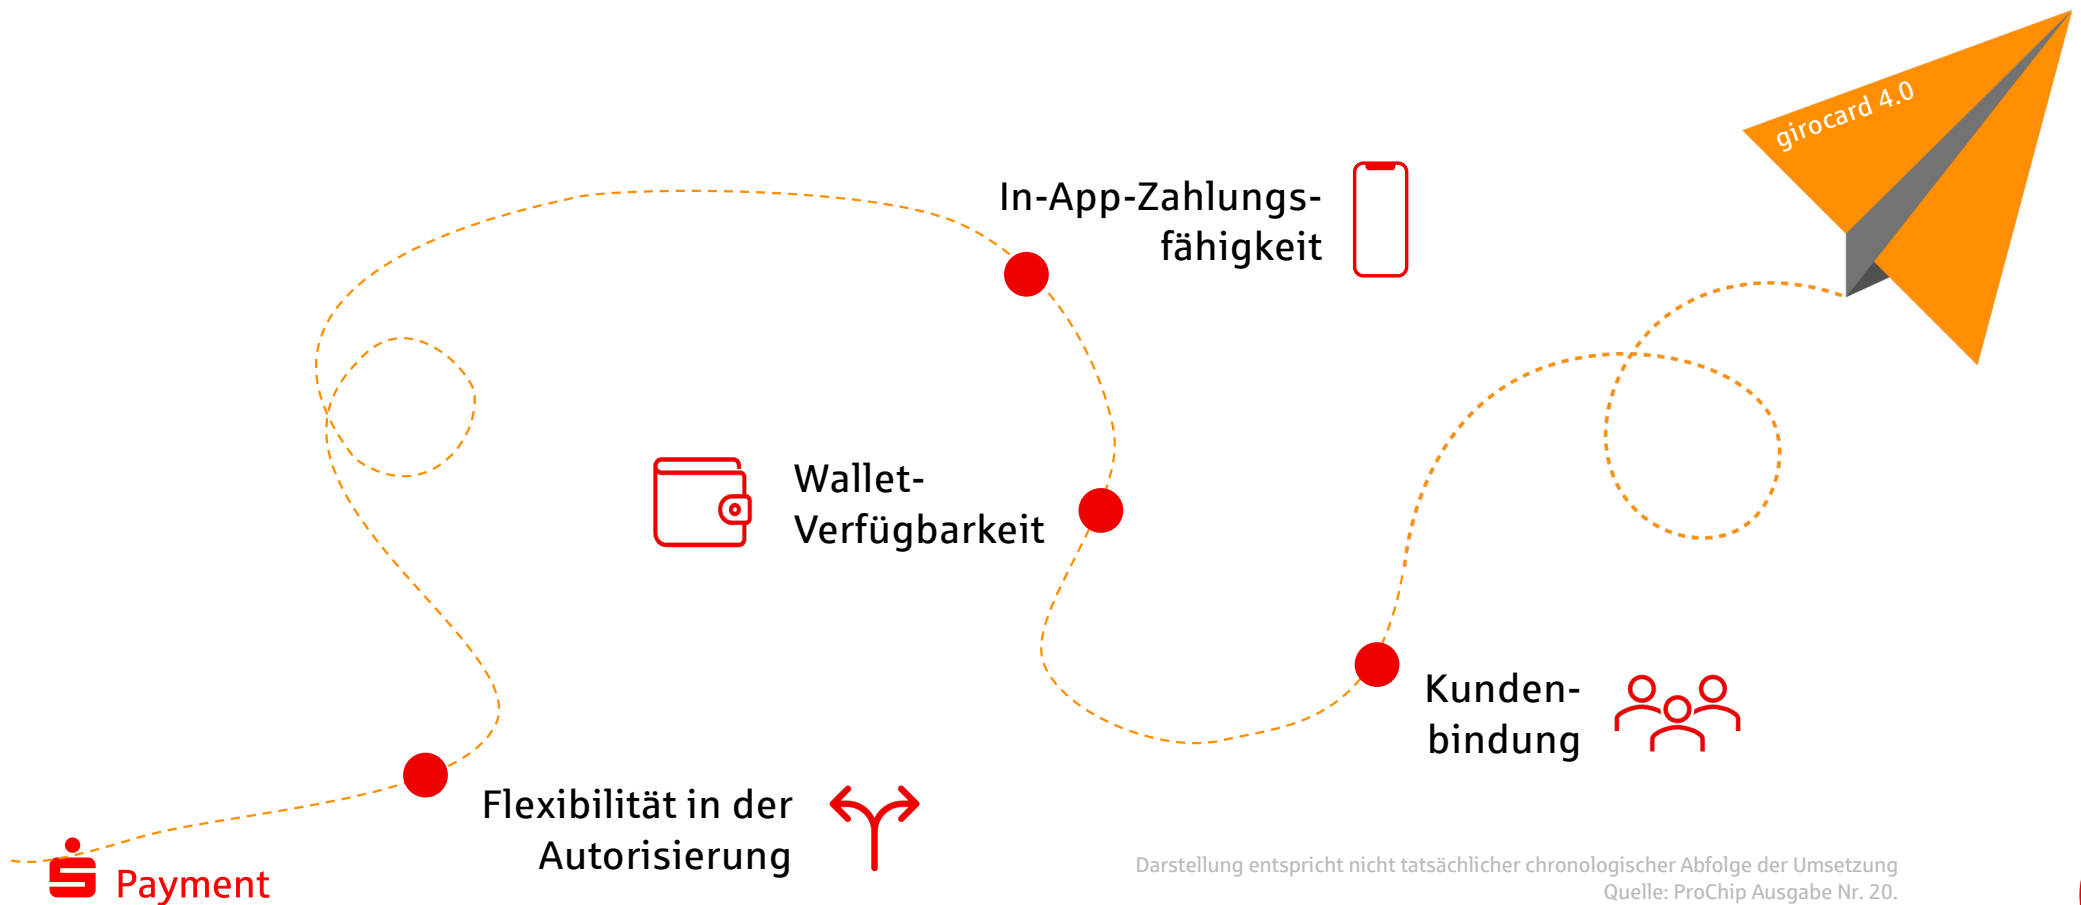 girocard 4.0
In-App-Zahlungs-
fähigkeit
Wallet-
Verfügbarkeit
Kunden-
bindung
Flexibilität in der
Autorisierung
Payment
Darstellung entspricht nicht tatsächlicher chronologischer Abfolge der Umsetzung
Quelle: ProChip Ausgabe Nr. 20.